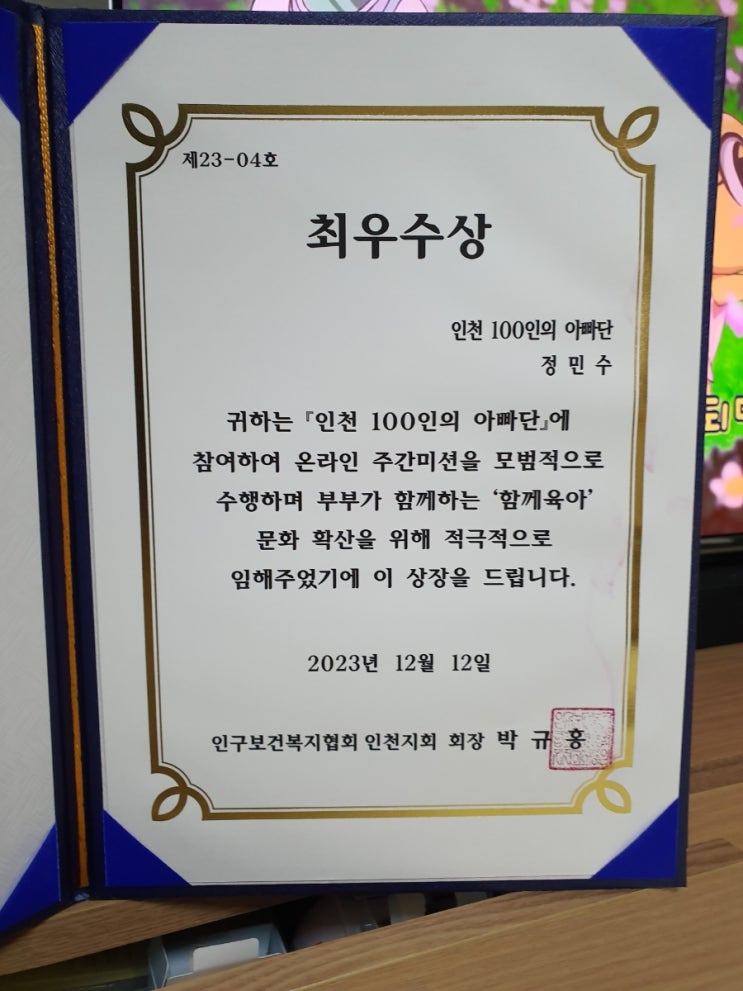 제23-04호
최우수상
인천 100인의 아빠단
정 민 수
귀하는 『인천 100인의 아빠단』에
참여하여 온라인 주간미션을 모범적으로
수행하며 부부가 함께하는 ‘함께육아’
문화 확산을 위해 적극적으로
임해주었기에 이 상장을 드립니다.
2023년 12월 12일
인구보건복지협회 인천지회 회장 박 규 홍